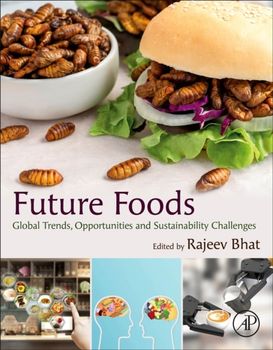 Future Foods
Global Trends, Opportunities and Sustainability Challenges
Edited by Rajeev Bhat
AP